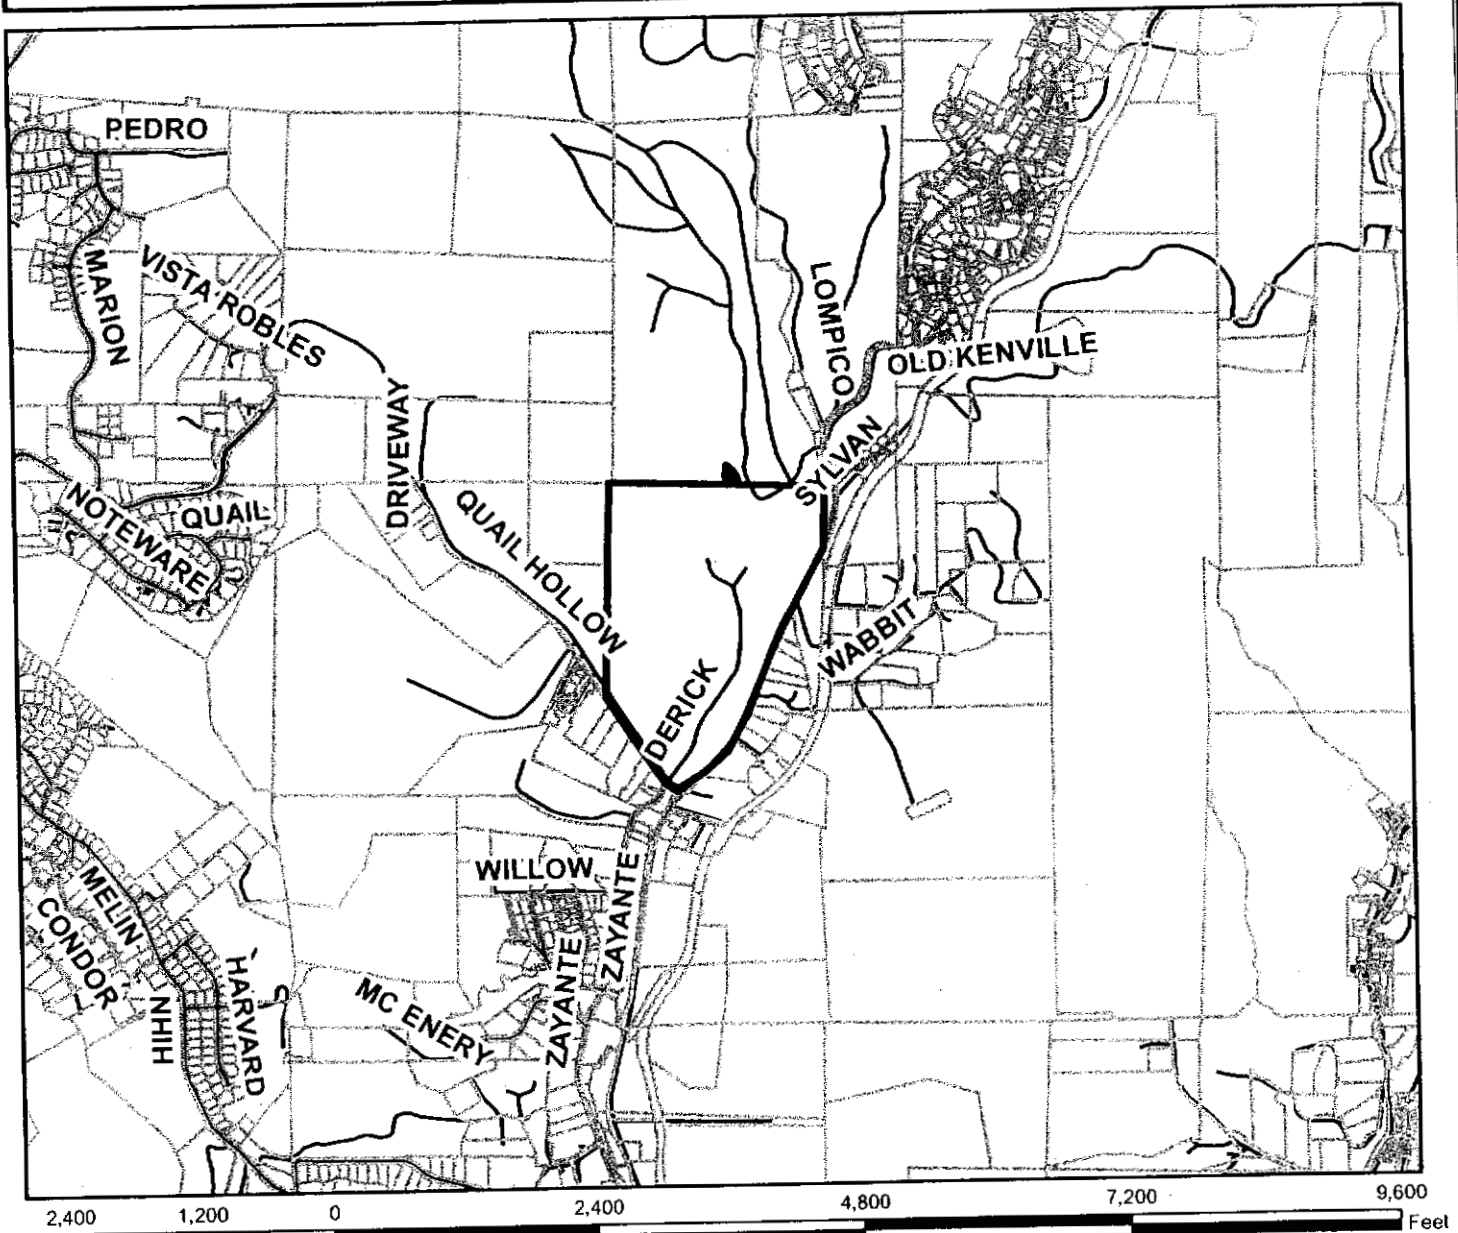 PEDRO
MARION
VISTA ROBLES
LOMPICO
OLD KENVILLE
DRIVEWAY
SYLVAN
NOTEWARE
QUAIL
QUAIL HOLLOW
WABBIT
DERICK
WILLOW
ZAYANTE
MELIN
CONDOR
HIHN
HARVARD
MC ENERY
ZAYANTE
2,400 1,200 0 2,400 4,800 7,200 9,600
Feet